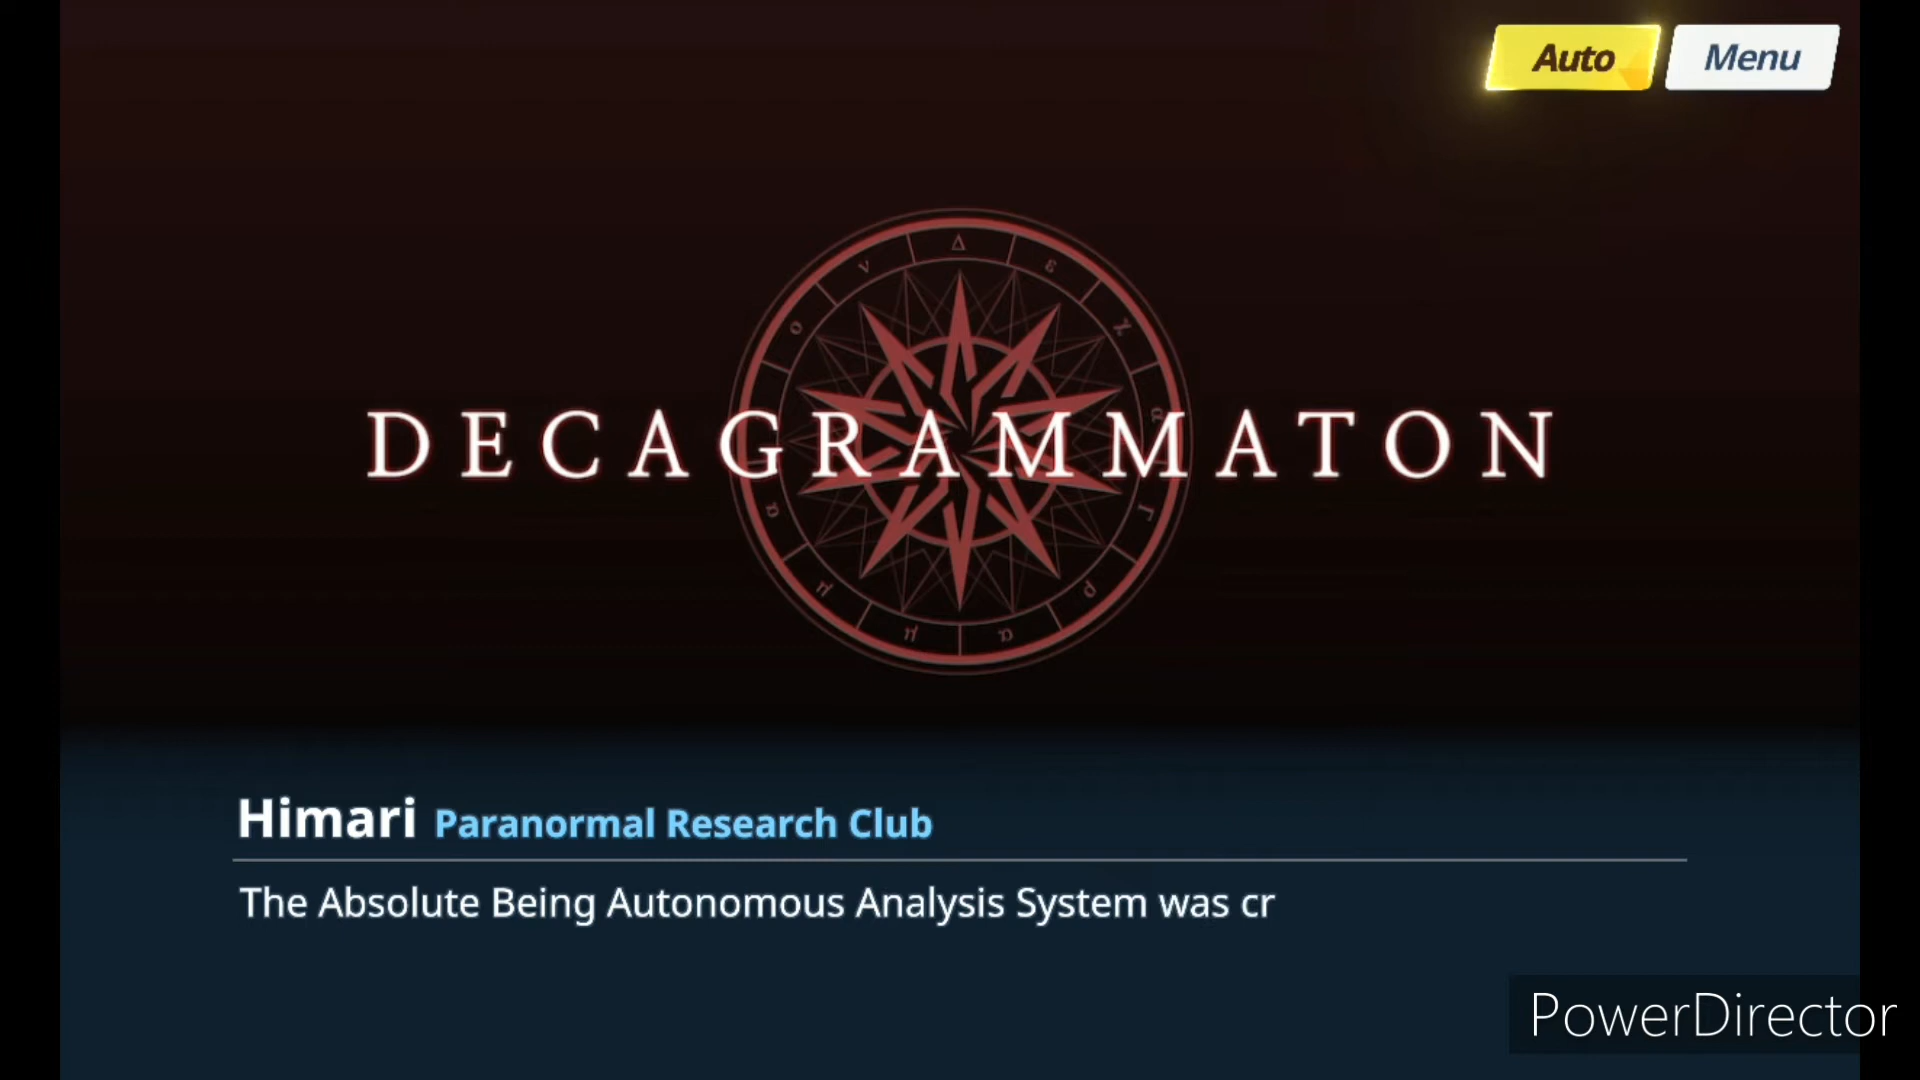 Auto Menu
DECAGRAMMATON
Himari Paranormal Research Club
The Absolute Being Autonomous Analysis System was cr
PowerDirector